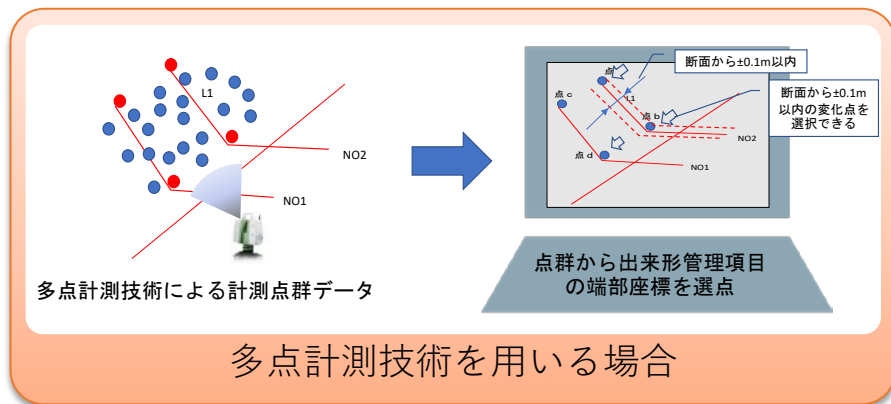 L1
NO2
NO1
多点計測技術による計測点群データ
断面から±0.1m以内
断面から±0.1m
以内の変化点を
選択できる
点
点 c
L1
点 b
点 d
NO2
NO1
点群から出来形管理項目
の端部座標を選点
多点計測技術を用いる場合